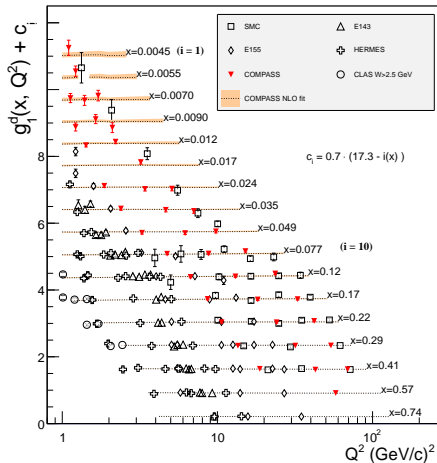 SMC
E143
E155
HERMES
COMPASS
CLAS W>2.5 GeV
COMPASS NLO fit
g₁ᵈ(x, Q²) + cᵢ
10
8
6
4
2
0
x=0.0045 (i = 1)
x=0.0055
x=0.0070
x=0.0090
x=0.012
x=0.017
x=0.024
x=0.035
x=0.049
x=0.077 (i = 10)
x=0.12
x=0.17
x=0.22
x=0.29
x=0.41
x=0.57
x=0.74
cᵢ = 0.7 · (17.3 - i(x) )
1 10 10²
Q² (GeV/c)²